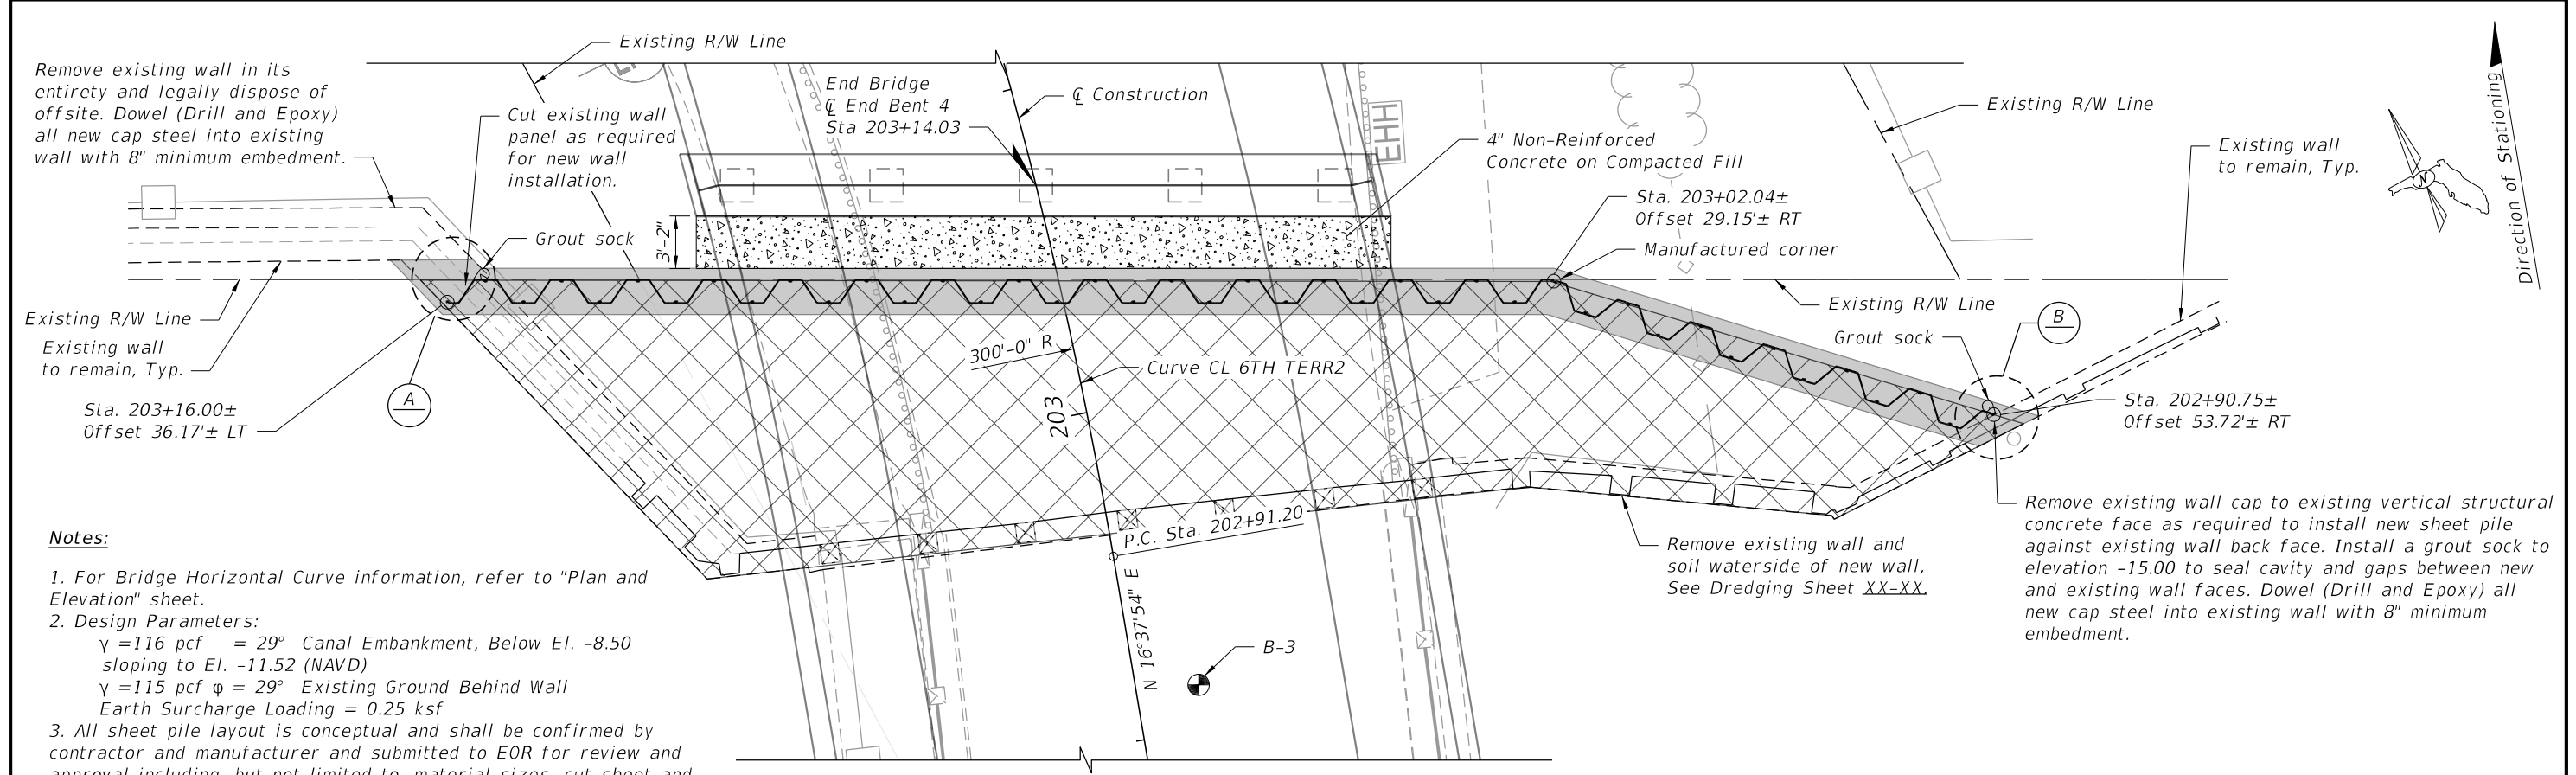 Existing R/W Line
Remove existing wall in its
entirety and legally dispose of
offsite. Dowel (Drill and Epoxy)
all new cap steel into existing
wall with 8" minimum embedment.
Cut existing wall
panel as required
for new wall
installation.
Grout sock
End Bridge
℄ End Bent 4
Sta 203+14.03
℄ Construction
EHH
4" Non-Reinforced
Concrete on Compacted Fill
Sta. 203+02.04±
Offset 29.15'± RT
Manufactured corner
Existing R/W Line
Existing wall
to remain, Typ.
N
Direction of Stationing
3'-2"
Existing R/W Line
Existing wall
to remain, Typ.
Sta. 203+16.00±
Offset 36.17'± LT
A
300'-0" R
Curve CL 6TH TERR2
203
Existing R/W Line
Grout sock
B
Sta. 202+90.75±
Offset 53.72'± RT
P.C. Sta. 202+91.20
N 16°37'54" E
B-3
Remove existing wall and
soil waterside of new wall,
See Dredging Sheet XX-XX.
Remove existing wall cap to existing vertical structural
concrete face as required to install new sheet pile
against existing wall back face. Install a grout sock to
elevation -15.00 to seal cavity and gaps between new
and existing wall faces. Dowel (Drill and Epoxy) all
new cap steel into existing wall with 8" minimum
embedment.
Notes:
1. For Bridge Horizontal Curve information, refer to "Plan and
Elevation" sheet.
2. Design Parameters:
γ =116 pcf = 29° Canal Embankment, Below El. -8.50
sloping to El. -11.52 (NAVD)
γ =115 pcf φ = 29° Existing Ground Behind Wall
Earth Surcharge Loading = 0.25 ksf
3. All sheet pile layout is conceptual and shall be confirmed by
contractor and manufacturer and submitted to EOR for review and
approval including, but not limited to, material sizes, cut sheet and